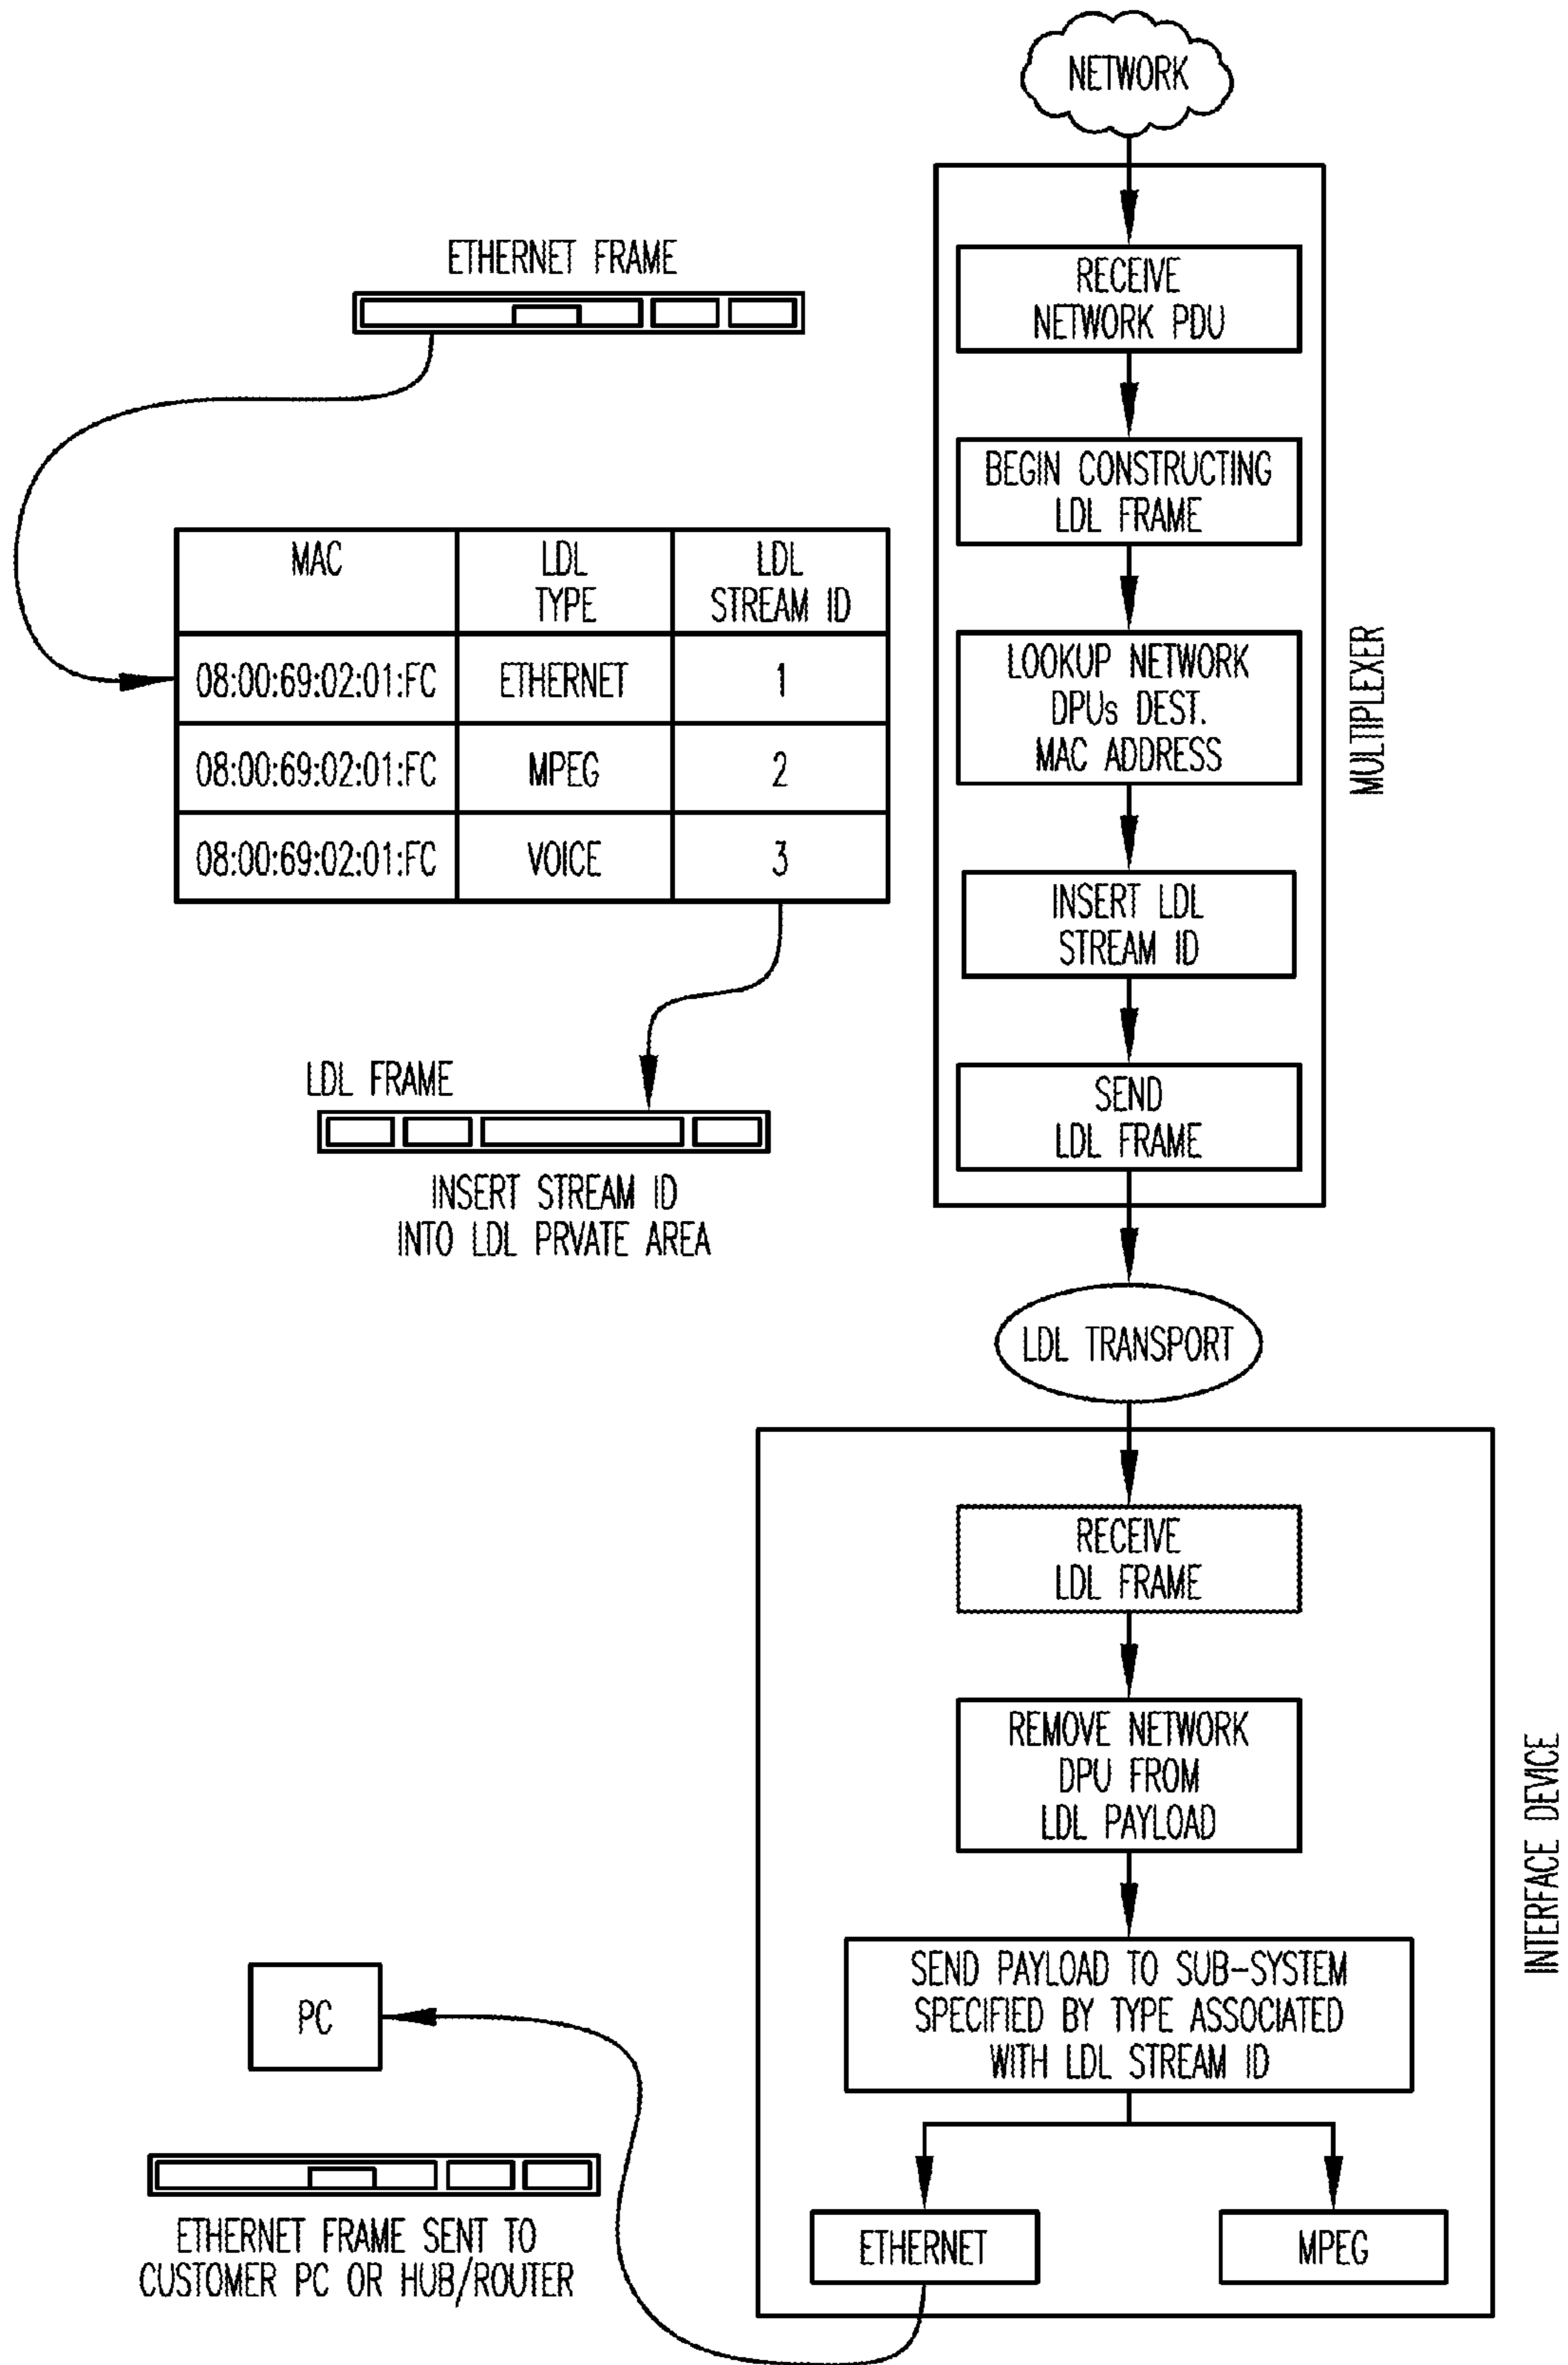 NETWORK
RECEIVE
NETWORK PDU
BEGIN CONSTRUCTING
LDL FRAME
LOOKUP NETWORK
DPUs DEST.
MAC ADDRESS
INSERT LDL
STREAM ID
SEND
LDL FRAME
MULTIPLEXER
ETHERNET FRAME
MAC
LDL
TYPE
LDL
STREAM ID
08:00:69:02:01:FC ETHERNET 1
08:00:69:02:01:FC MPEG 2
08:00:69:02:01:FC VOICE 3
LDL FRAME
INSERT STREAM ID
INTO LDL PRVATE AREA
LDL TRANSPORT
RECEIVE
LDL FRAME
REMOVE NETWORK
DPU FROM
LDL PAYLOAD
SEND PAYLOAD TO SUB-SYSTEM
SPECIFIED BY TYPE ASSOCIATED
WITH LDL STREAM ID
ETHERNET
MPEG
INTERFACE DEVICE
PC
ETHERNET FRAME SENT TO
CUSTOMER PC OR HUB/ROUTER